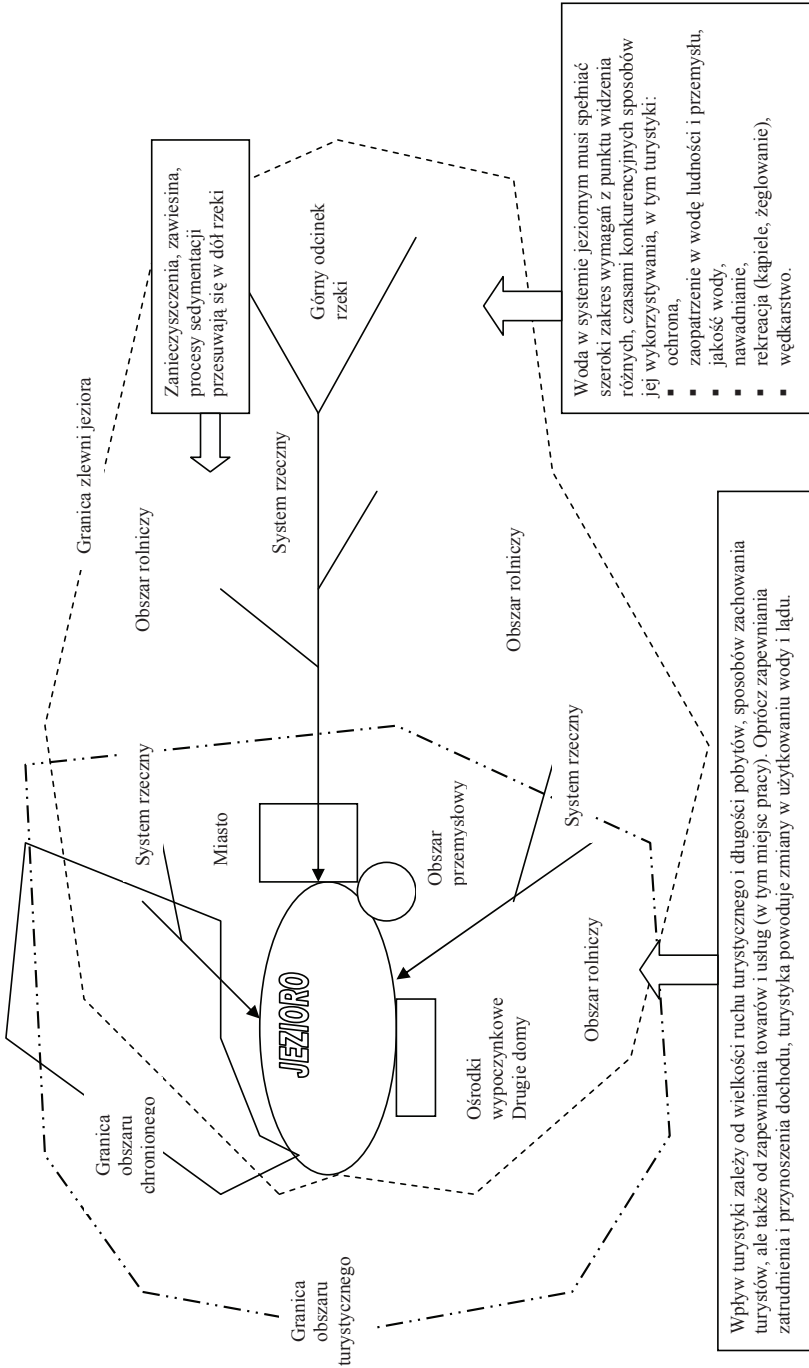 Granica zlewni jeziora
Zanieczyszczenia, zawiesina,
procesy sedymentacji
przesuwają się w dół rzeki
Górny odcinek
rzeki
Obszar rolniczy
System rzeczny
Obszar rolniczy
System rzeczny
Miasto
Obszar
przemysłowy
System rzeczny
JEZIORO
Ośrodki
wypoczynkowe
Drugie domy
Obszar rolniczy
Granica
obszaru
chronionego
Granica
obszaru
turystycznego
Wpływ turystyki zależy od wielkości ruchu turystycznego i długości pobytów, sposobów zachowania
turystów, ale także od zapewniania towarów i usług (w tym miejsc pracy). Oprócz zapewniania
zatrudnienia i przynoszenia dochodu, turystyka powoduje zmiany w użytkowaniu wody i lądu.
Woda w systemie jeziornym musi spełniać
szeroki zakres wymagań z punktu widzenia
różnych, czasami konkurencyjnych sposobów
jej wykorzystywania, w tym turystyki:
▪ ochrona,
▪ zaopatrzenie w wodę ludności i przemysłu,
▪ jakość wody,
▪ nawadnianie,
▪ rekreacja (kąpiele, żeglowanie),
▪ wędkarstwo.